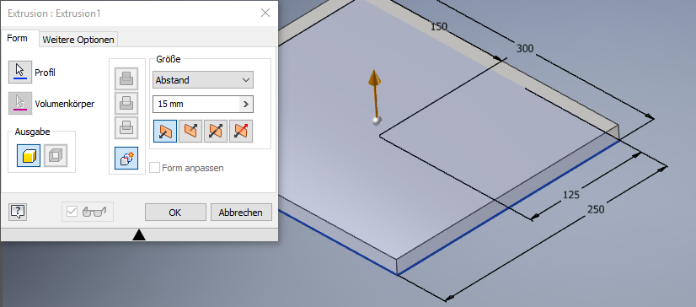 Extrusion : Extrusion1
Form
Weitere Optionen
Profil
Volumenkörper
Ausgabe
Größe
Abstand
15 mm
Form anpassen
OK
Abbrechen
150
300
125
250